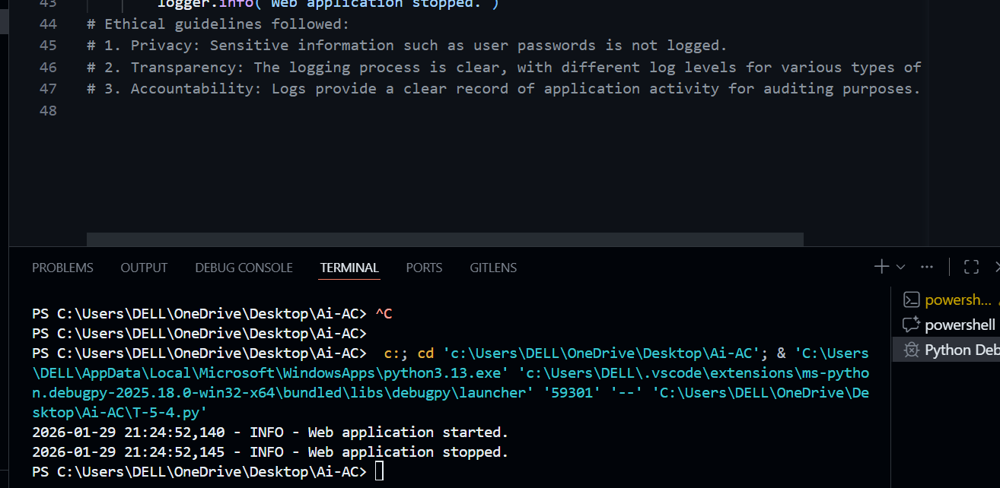 43 logger.info("Web application stopped.")
44 # Ethical guidelines followed:
45 # 1. Privacy: Sensitive information such as user passwords is not logged.
46 # 2. Transparency: The logging process is clear, with different log levels for various types of
47 # 3. Accountability: Logs provide a clear record of application activity for auditing purposes.
48
PROBLEMS OUTPUT DEBUG CONSOLE TERMINAL PORTS GITLENS
PS C:\Users\DELL\OneDrive\Desktop\Ai-AC> ^C
PS C:\Users\DELL\OneDrive\Desktop\Ai-AC>
PS C:\Users\DELL\OneDrive\Desktop\Ai-AC>  c:; cd 'c:\Users\DELL\OneDrive\Desktop\Ai-AC'; & 'C:\Users
\DELL\AppData\Local\Microsoft\WindowsApps\python3.13.exe' 'c:\Users\DELL\.vscode\extensions\ms-pytho
n.debugpy-2025.18.0-win32-x64\bundled\libs\debugpy\launcher' '59301' '--' 'C:\Users\DELL\OneDrive\De
sktop\Ai-AC\T-5-4.py'
2026-01-29 21:24:52,140 - INFO - Web application started.
2026-01-29 21:24:52,145 - INFO - Web application stopped.
PS C:\Users\DELL\OneDrive\Desktop\Ai-AC>
powersh...
powershell
Python Deb